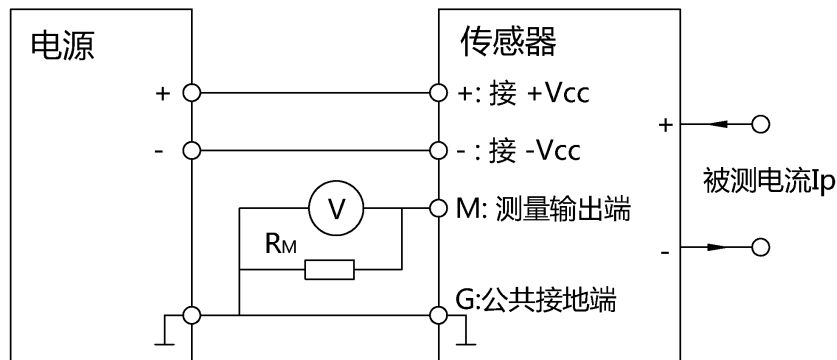 电源
传感器
+
+: 接 +Vcc
-
- : 接 -Vcc
+
被测电流Ip
-
V
M: 测量输出端
RM
G:公共接地端